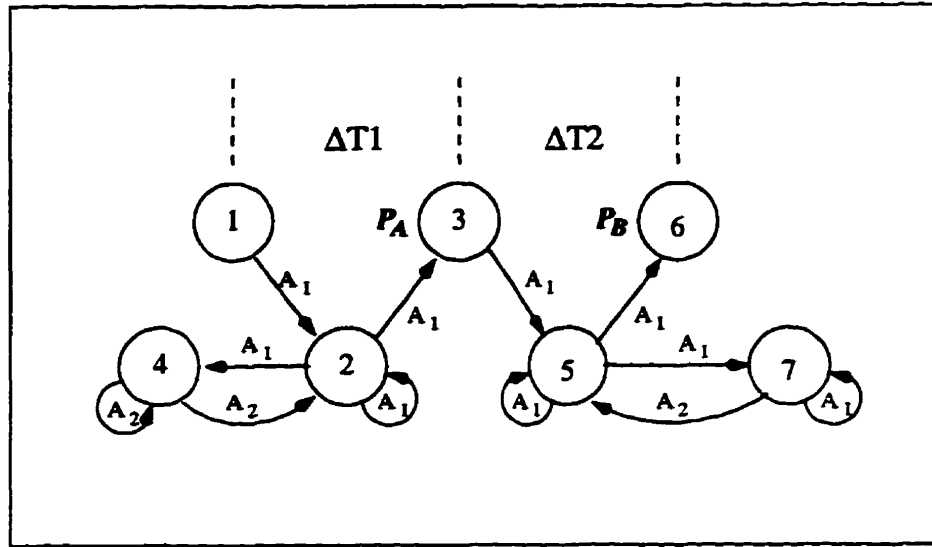 ΔT1 ΔT2
1 P_A 3 P_B 6
A_1 A_1 A_1 A_1
4 A_1 2 5 A_1 7
A_2 A_2 A_1 A_1 A_2 A_1